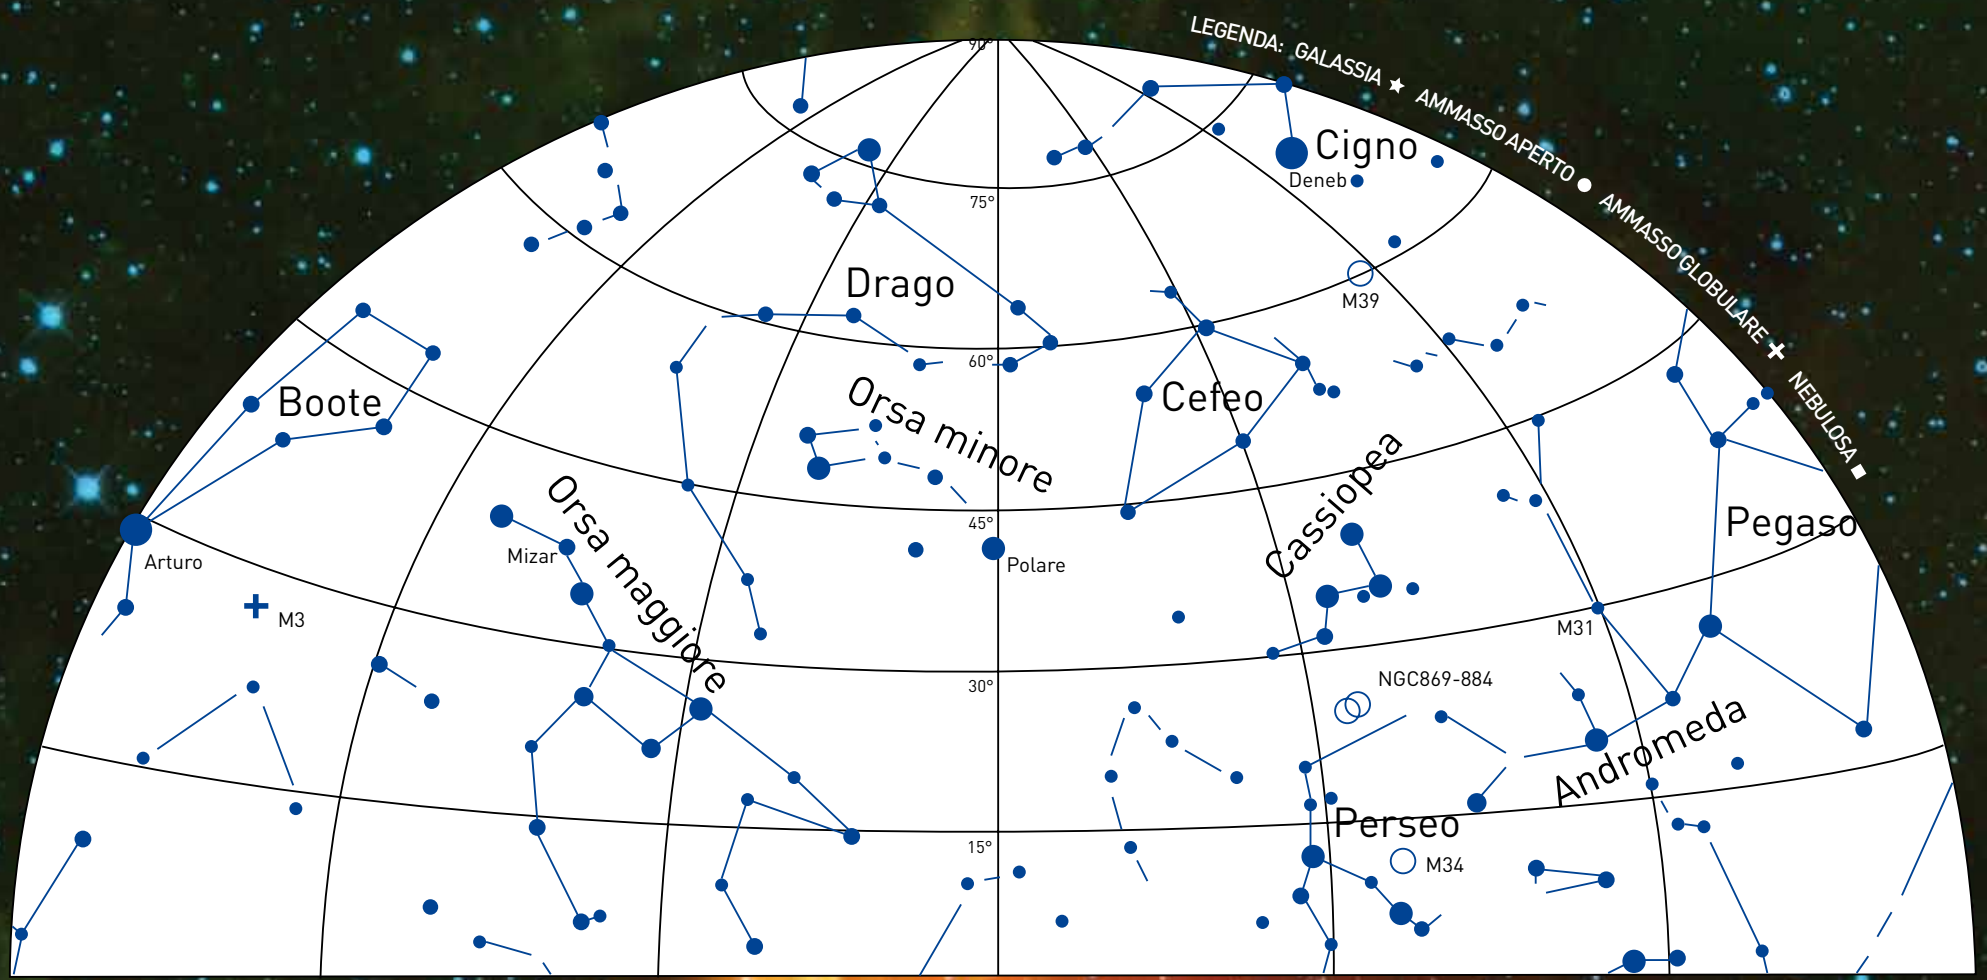 LEGENDA: GALASSIA ★ AMMASSO APERTO ● AMMASSO GLOBULARE ✚ NEBULOSA ■
90°
Cigno
Deneb
75°
Drago
M39
60°
Orsa minore
Cefeo
Boote
Cassiopea
45°
Orsa maggiore
Pegaso
Mizar
Arturo
Polare
M3
M31
30°
NGC869-884
Andromeda
Perseo
15°
M34